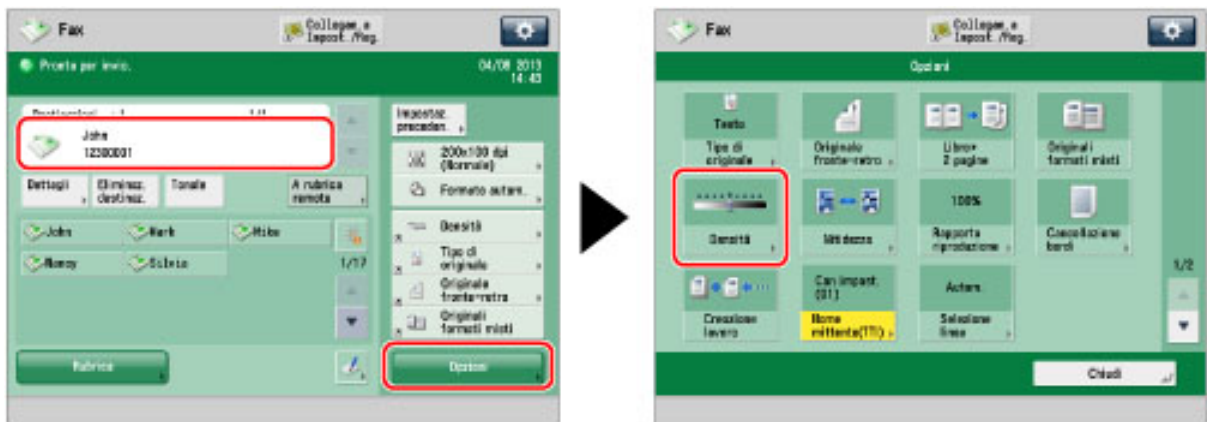 Fax
Collegam. a
Impost./Reg.
Pronta per invio.
04/08 2013
14:43
1/1
John
12300001
Dettagli
Eliminaz.
destinaz.
Tonale
A rubrica
remota
John
Mark
Mike
Nancy
Silvia
1/17
Rubrica
Impostaz.
preceden.
200x100 dpi
(Normale)
Formato autom.
Densità
Tipo di
originale
Originale
fronte-retro
Originali
formati misti
Opzioni
Fax
Collegam. a
Impost./Reg.
Opzioni
Testo
Tipo di
originale
Originale
fronte-retro
Libro
2 pagine
Originali
formati misti
Densità
Nitidezza
100%
Rapporto
riproduzione
Cancellazione
bordi
Creazione
lavoro
Con impost.
(01)
Nome
mittente(TTI)
Autom.
Selezione
linea
1/2
Chiudi